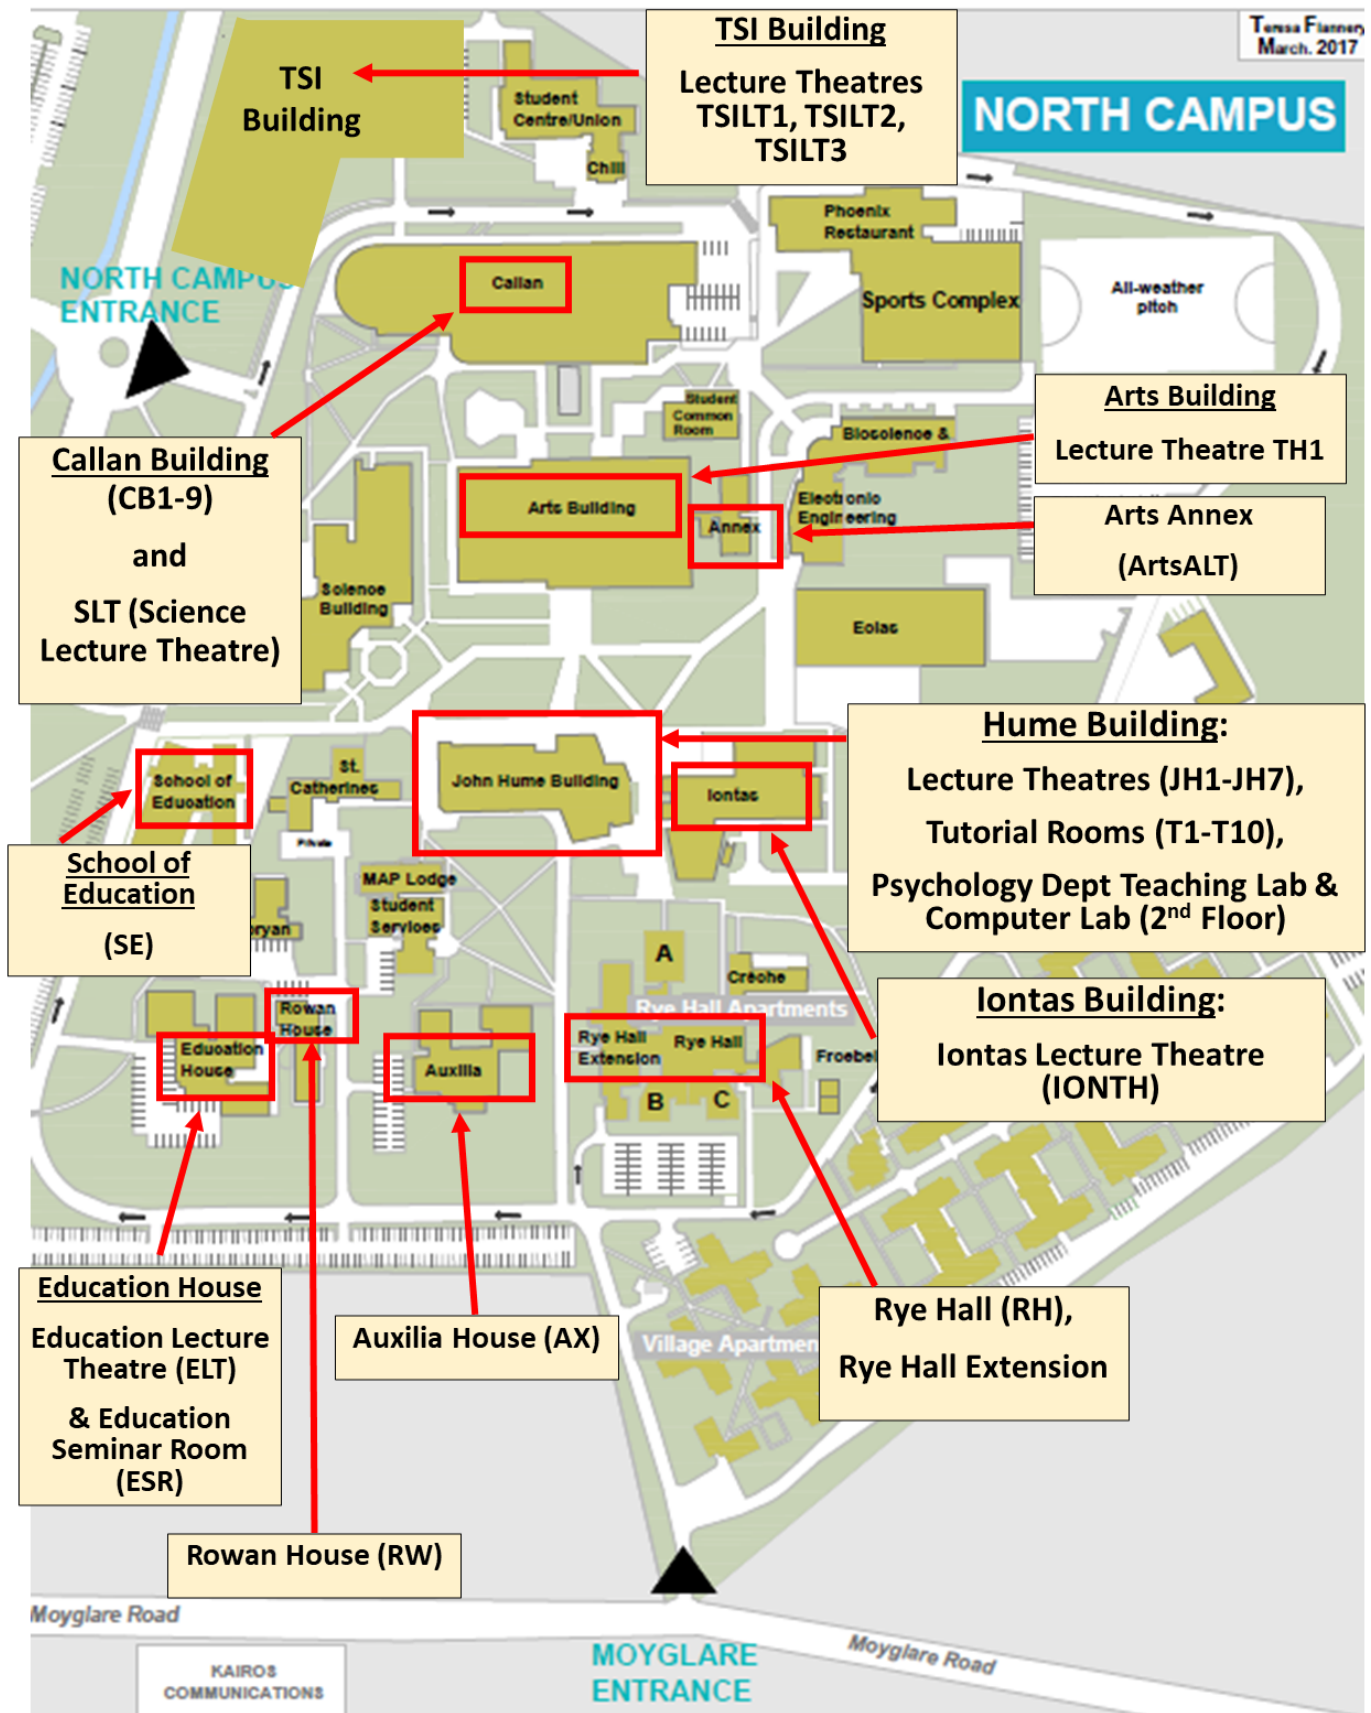 Teresa Flannery
March. 2017
NORTH CAMPUS
TSI
Building
TSI Building
Lecture Theatres
TSILT1, TSILT2,
TSILT3
Student
Centre/Union
Chill
Phoenix
Restaurant
Sports Complex
All-weather
pitch
NORTH CAMPUS
ENTRANCE
Callan
Callan Building
(CB1-9)
and
SLT (Science
Lecture Theatre)
Student
Common
Room
Bioscience &
Electronic
Engineering
Arts Building
Lecture Theatre TH1
Arts Building
Annex
Arts Annex
(ArtsALT)
Science
Building
Eolas
School of
Education
St.
Catherines
Private
John Hume Building
Iontas
Hume Building:
Lecture Theatres (JH1-JH7),
Tutorial Rooms (T1-T10),
Psychology Dept Teaching Lab &
Computer Lab (2nd Floor)
School of
Education
(SE)
MAP Lodge
Student
Services
ryan
A
Creche
Rye Hall Apartments
Iontas Building:
Iontas Lecture Theatre
(IONTH)
Rowan
House
Education
House
Auxilia
Rye Hall
Extension
Rye Hall
Froebel
B
C
Education House
Education Lecture
Theatre (ELT)
& Education
Seminar Room
(ESR)
Auxilia House (AX)
Rye Hall (RH),
Rye Hall Extension
Village Apartmen
Rowan House (RW)
Moyglare Road
Moyglare Road
MOYGLARE
ENTRANCE
KAIROS
COMMUNICATIONS